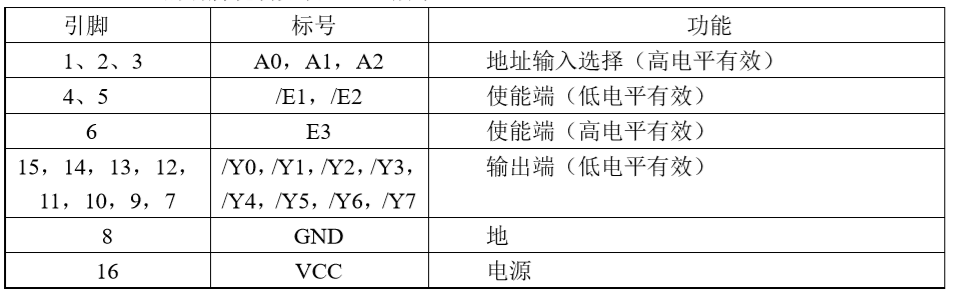 引脚 标号 功能
1、2、3 A0，A1，A2 地址输入选择（高电平有效）
4、5 /E1，/E2 使能端（低电平有效）
6 E3 使能端（高电平有效）
15，14，13，12， /Y0，/Y1，/Y2，/Y3， 输出端（低电平有效）
11，10，9，7 /Y4，/Y5，/Y6，/Y7
8 GND 地
16 VCC 电源